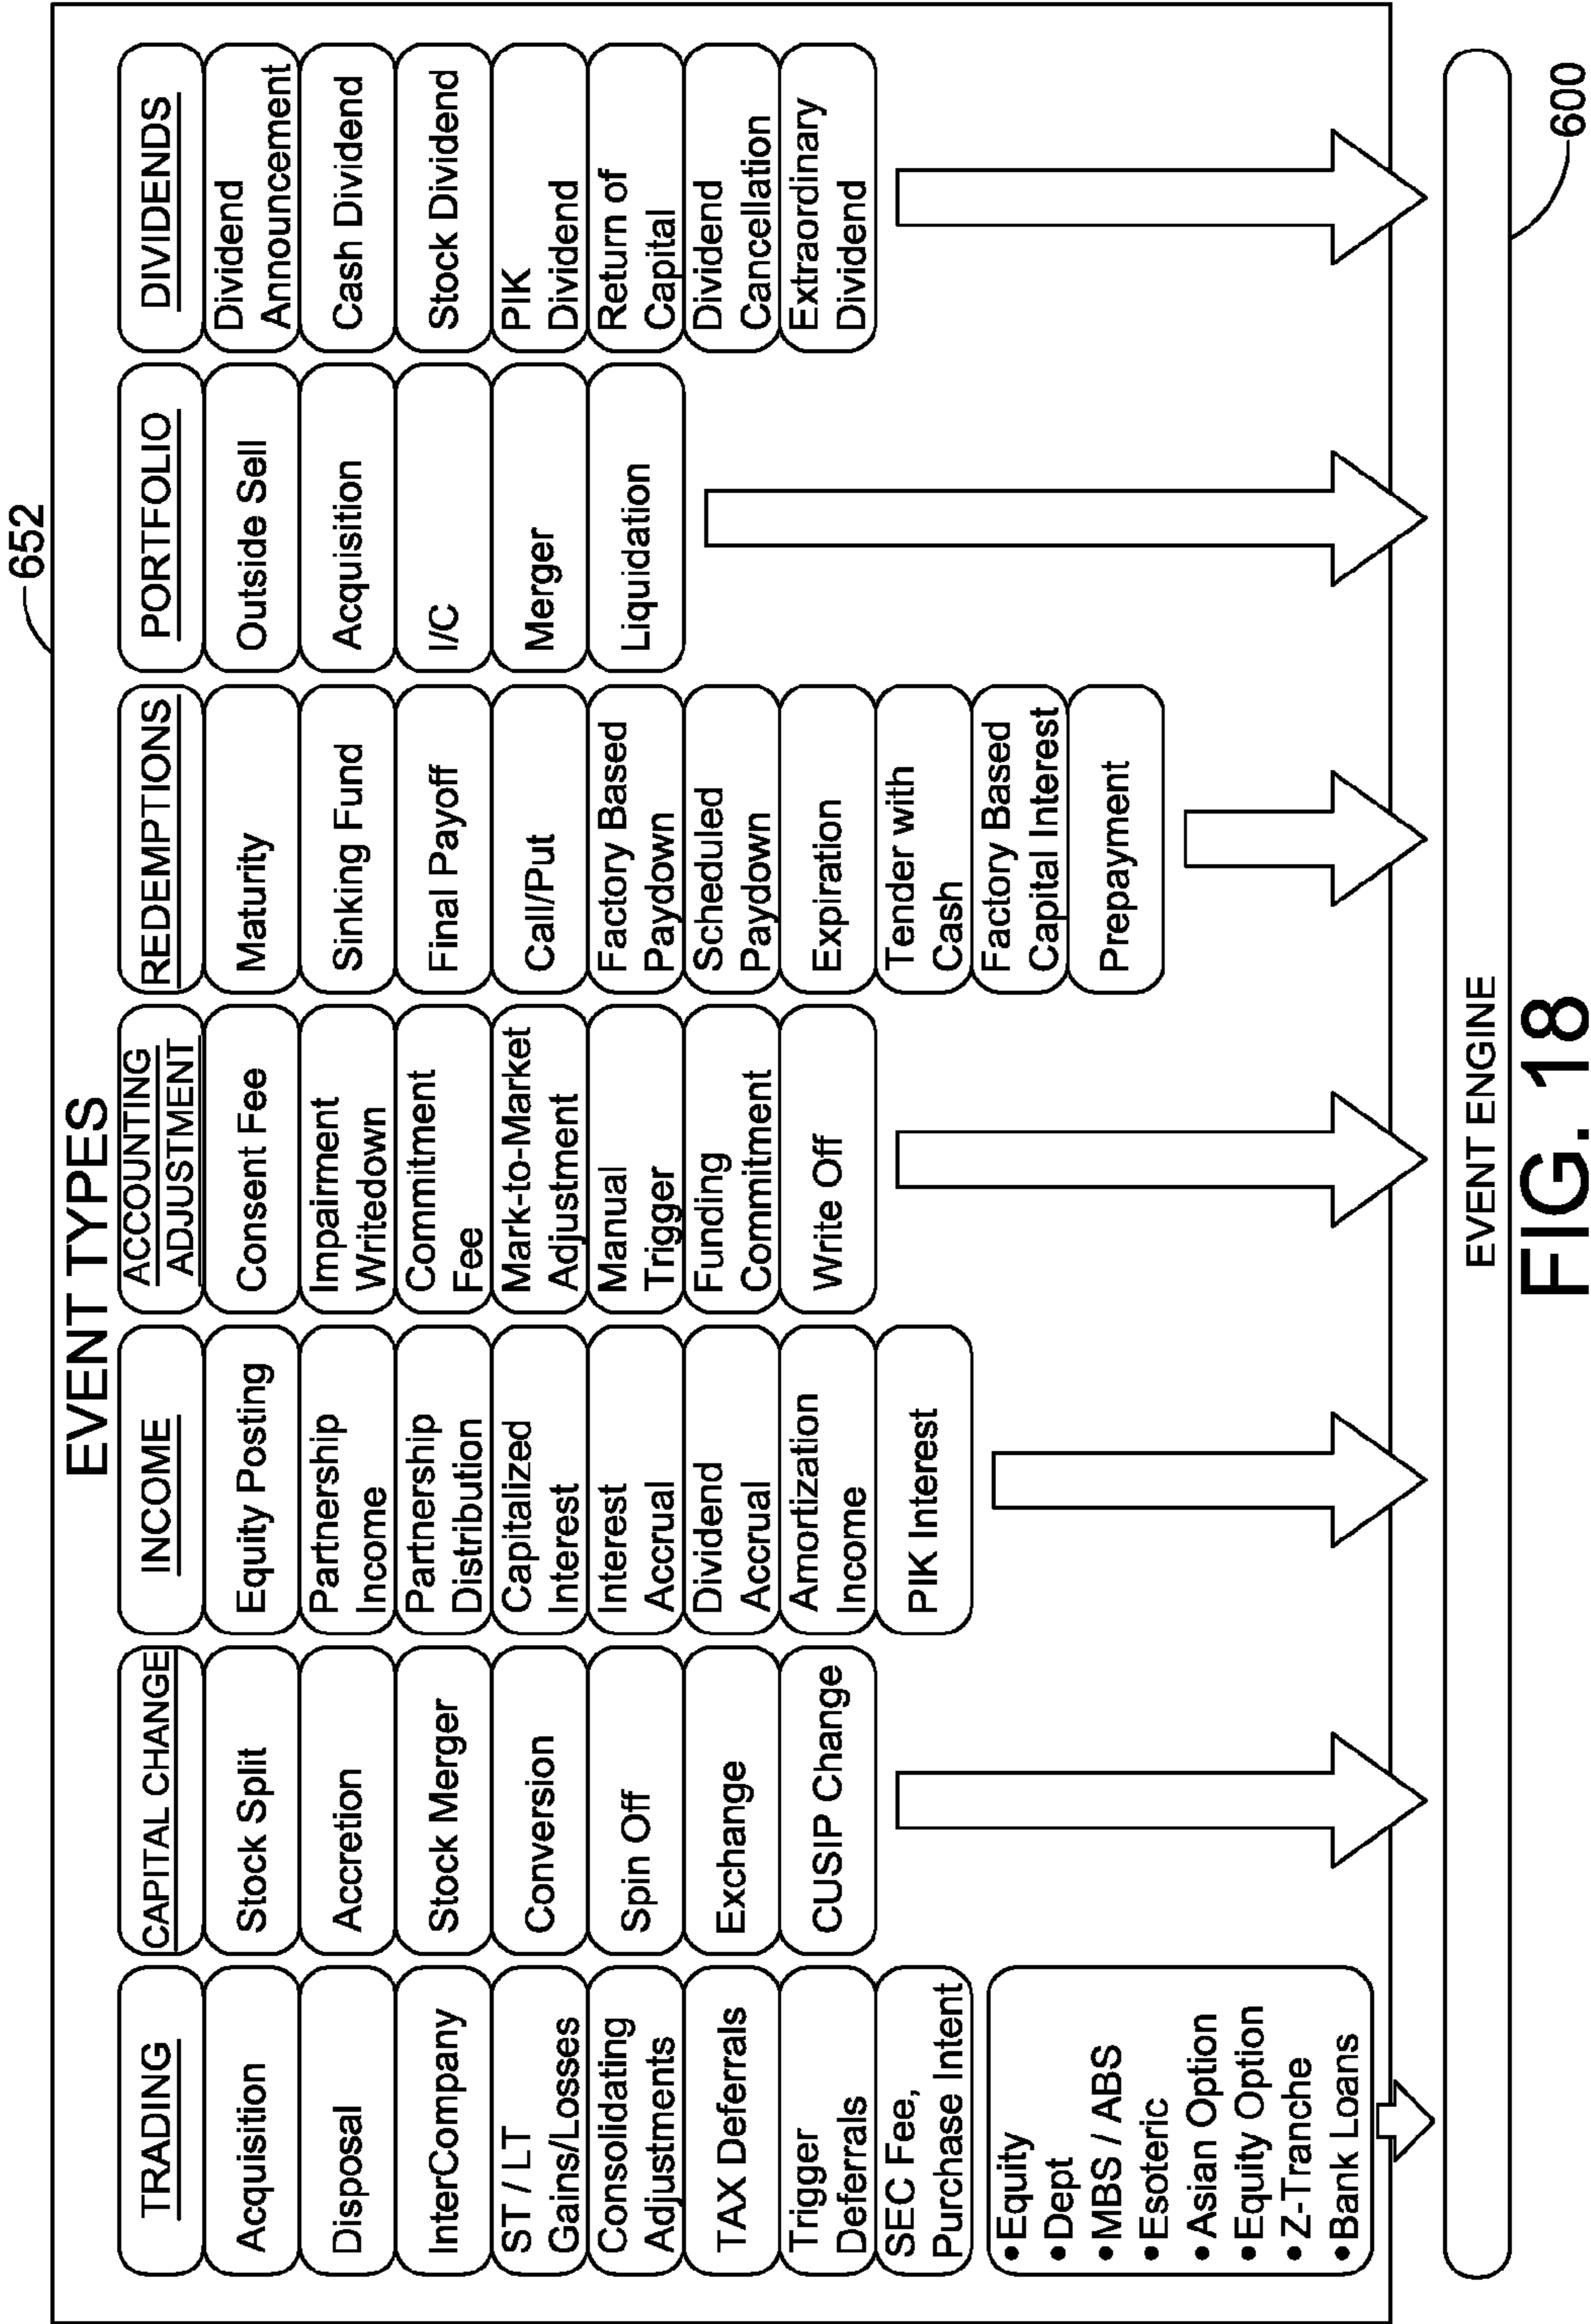 652
EVENT TYPES
TRADING
Acquisition
Disposal
InterCompany
ST / LT
Gains/Losses
Consolidating
Adjustments
TAX Deferrals
Trigger
Deferrals
SEC Fee,
Purchase Intent
• Equity
• Dept
• MBS / ABS
• Esoteric
• Asian Option
• Equity Option
• Z-Tranche
• Bank Loans
CAPITAL CHANGE
Stock Split
Accretion
Stock Merger
Conversion
Spin Off
Exchange
CUSIP Change
INCOME
Equity Posting
Partnership
Income
Partnership
Distribution
Capitalized
Interest
Interest
Accrual
Dividend
Accrual
Amortization
Income
PIK Interest
ACCOUNTING
ADJUSTMENT
Consent Fee
Impairment
Writedown
Commitment
Fee
Mark-to-Market
Adjustment
Manual
Trigger
Funding
Commitment
Write Off
REDEMPTIONS
Maturity
Sinking Fund
Final Payoff
Call/Put
Factory Based
Paydown
Scheduled
Paydown
Expiration
Tender with
Cash
Factory Based
Capital Interest
Prepayment
PORTFOLIO
Outside Sell
Acquisition
I/C
Merger
Liquidation
DIVIDENDS
Dividend
Announcement
Cash Dividend
Stock Dividend
PIK
Dividend
Return of
Capital
Dividend
Cancellation
Extraordinary
Dividend
EVENT ENGINE
600
FIG. 18